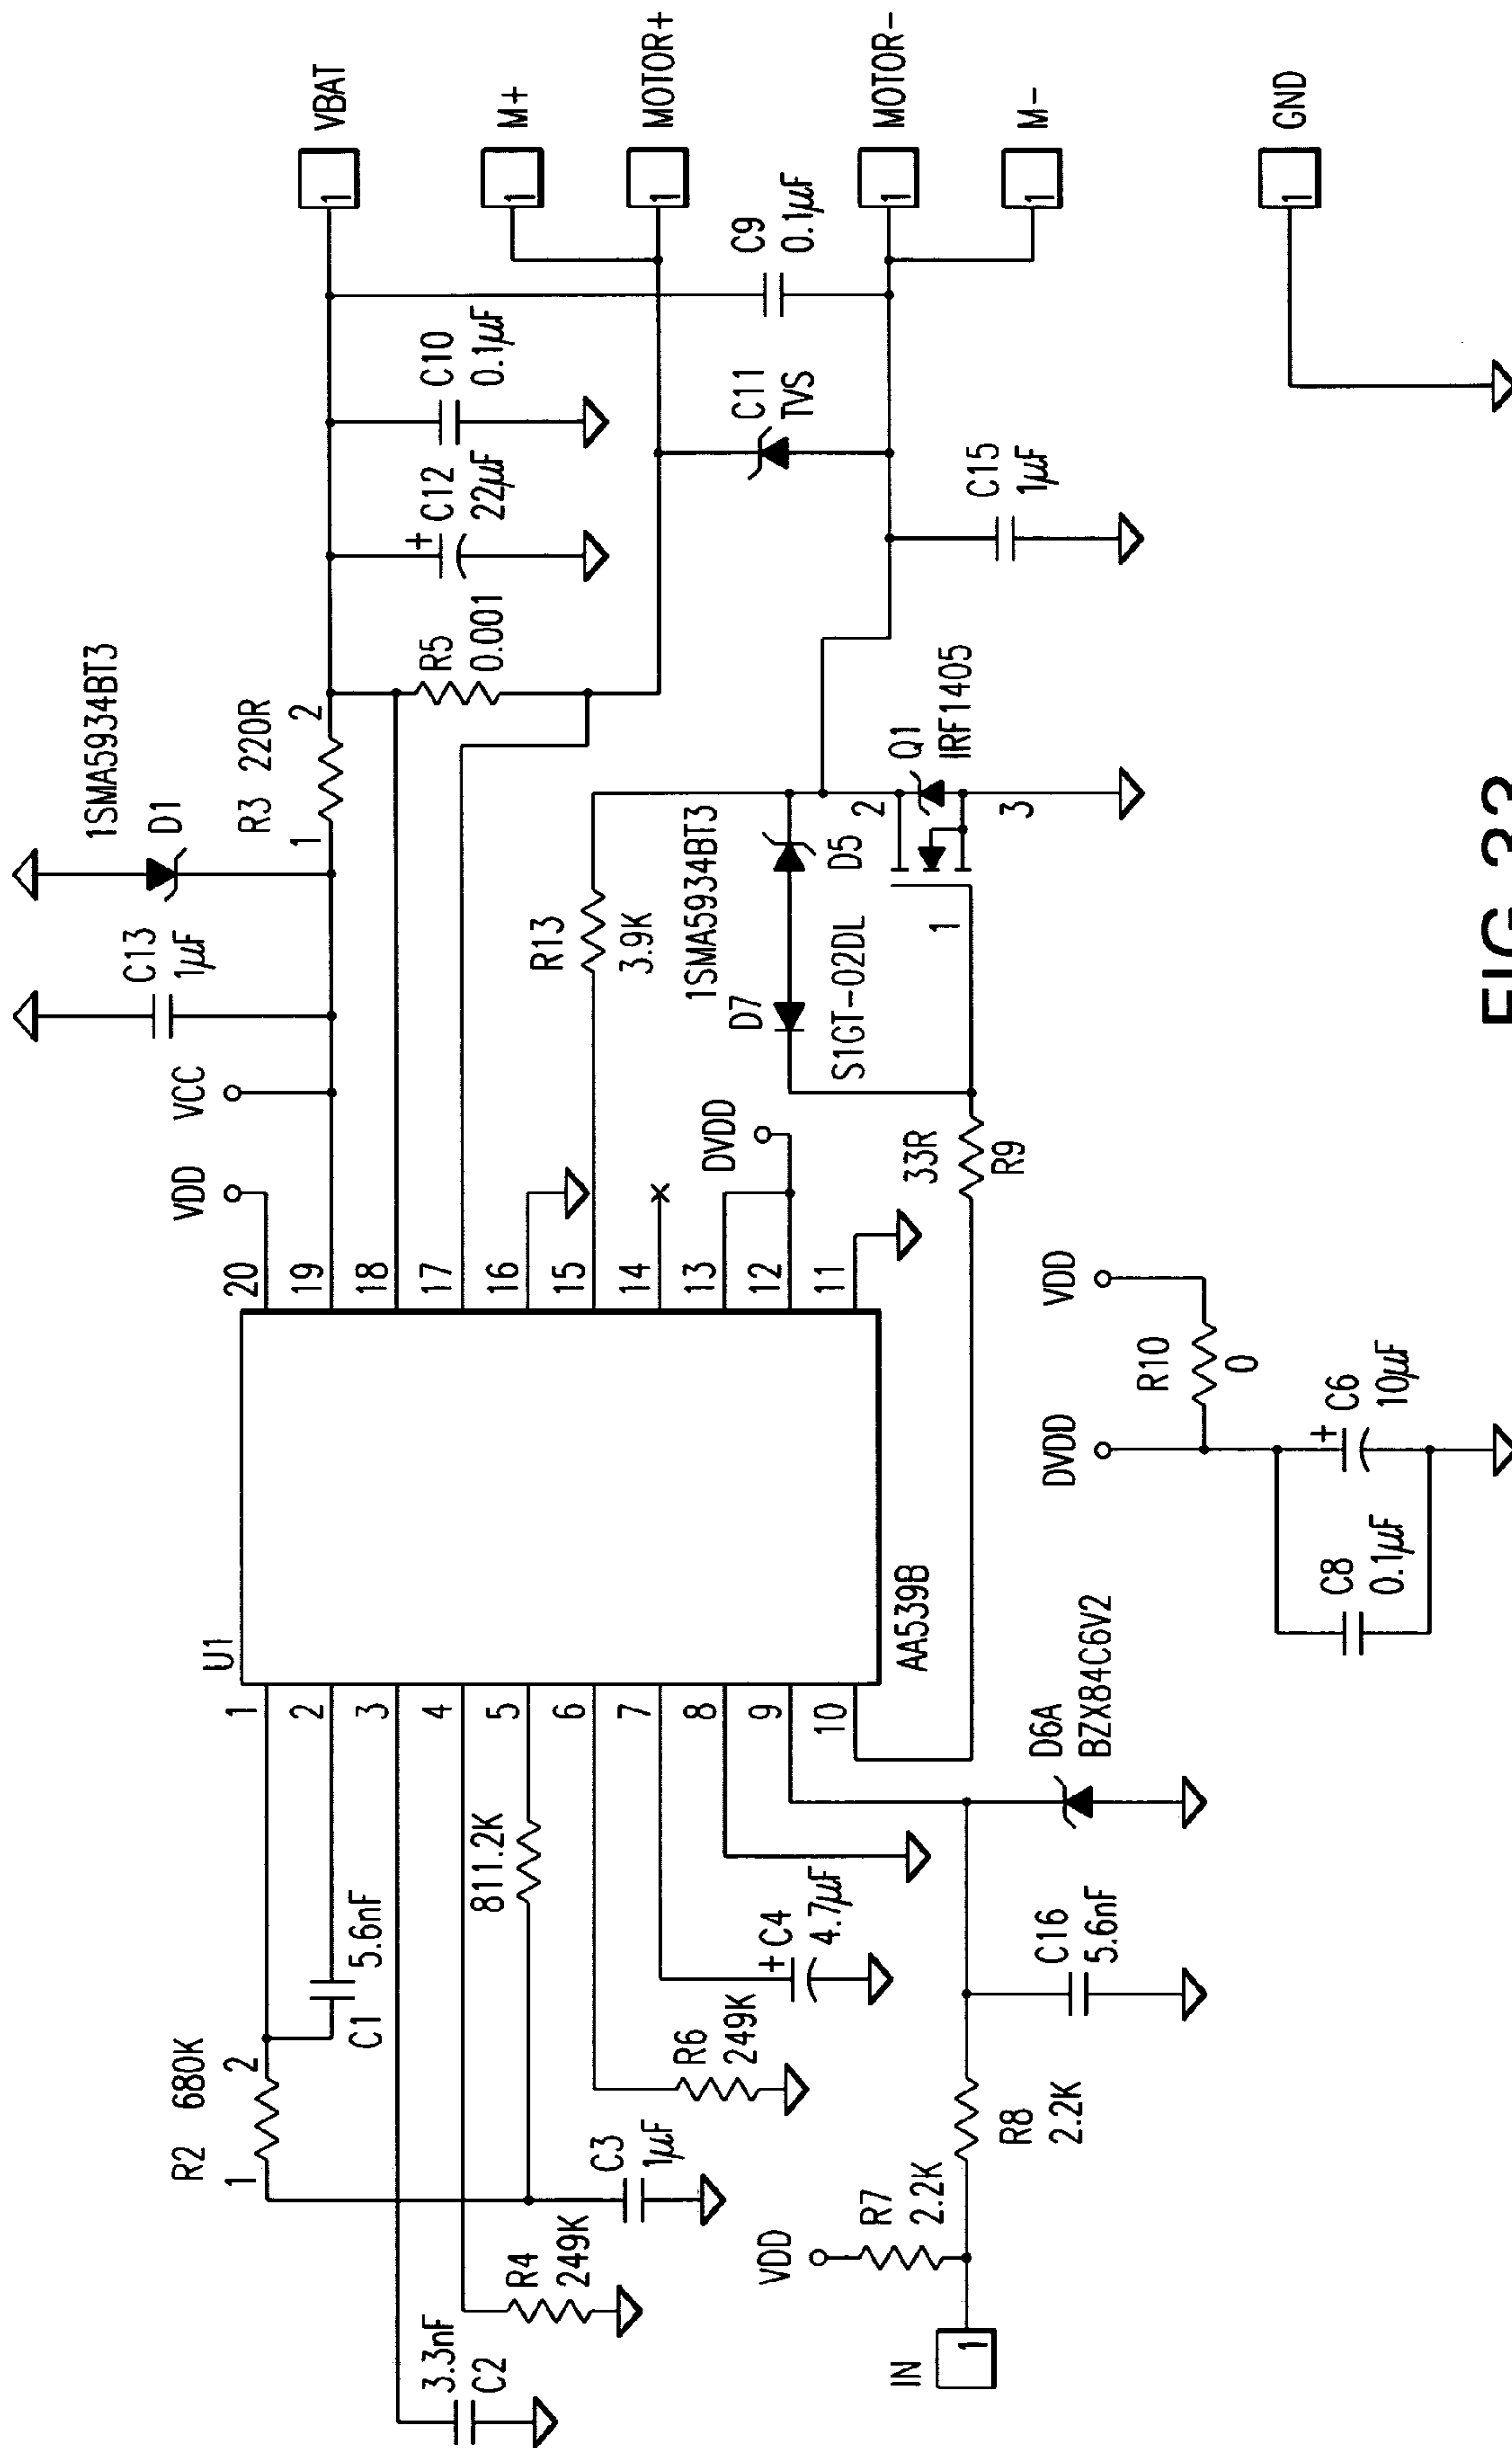 1SMA5934BT3
C13
1µF
D1
VDD
VCC
R3 220R
1
2
VBAT
1
R2 680K
1
2
U1
1
20
2
19
3
18
4
17
5
16
6
15
7
14
8
13
9
12
10
11
AA539B
C1
5.6nF
811.2K
3.3nF
C2
R4
249K
C3
1µF
R6
249K
C4
4.7µF
R5
0.001
C12
22µF
+
C10
0.1µF
M+
1
MOTOR+
1
R13
3.9K
1SMA5934BT3
DVDD
D7
S1GT-02DL
D5
C11
TVS
C9
0.1µF
MOTOR-
1
M-
1
33R
R9
1
2
3
Q1
IRF1405
C15
1µF
VDD
R7
2.2K
IN
1
R8
2.2K
C16
5.6nF
D6A
BZX84C6V2
DVDD
VDD
R10
0
C8
0.1µF
+
C6
10µF
GND
1
+
FIG. 33